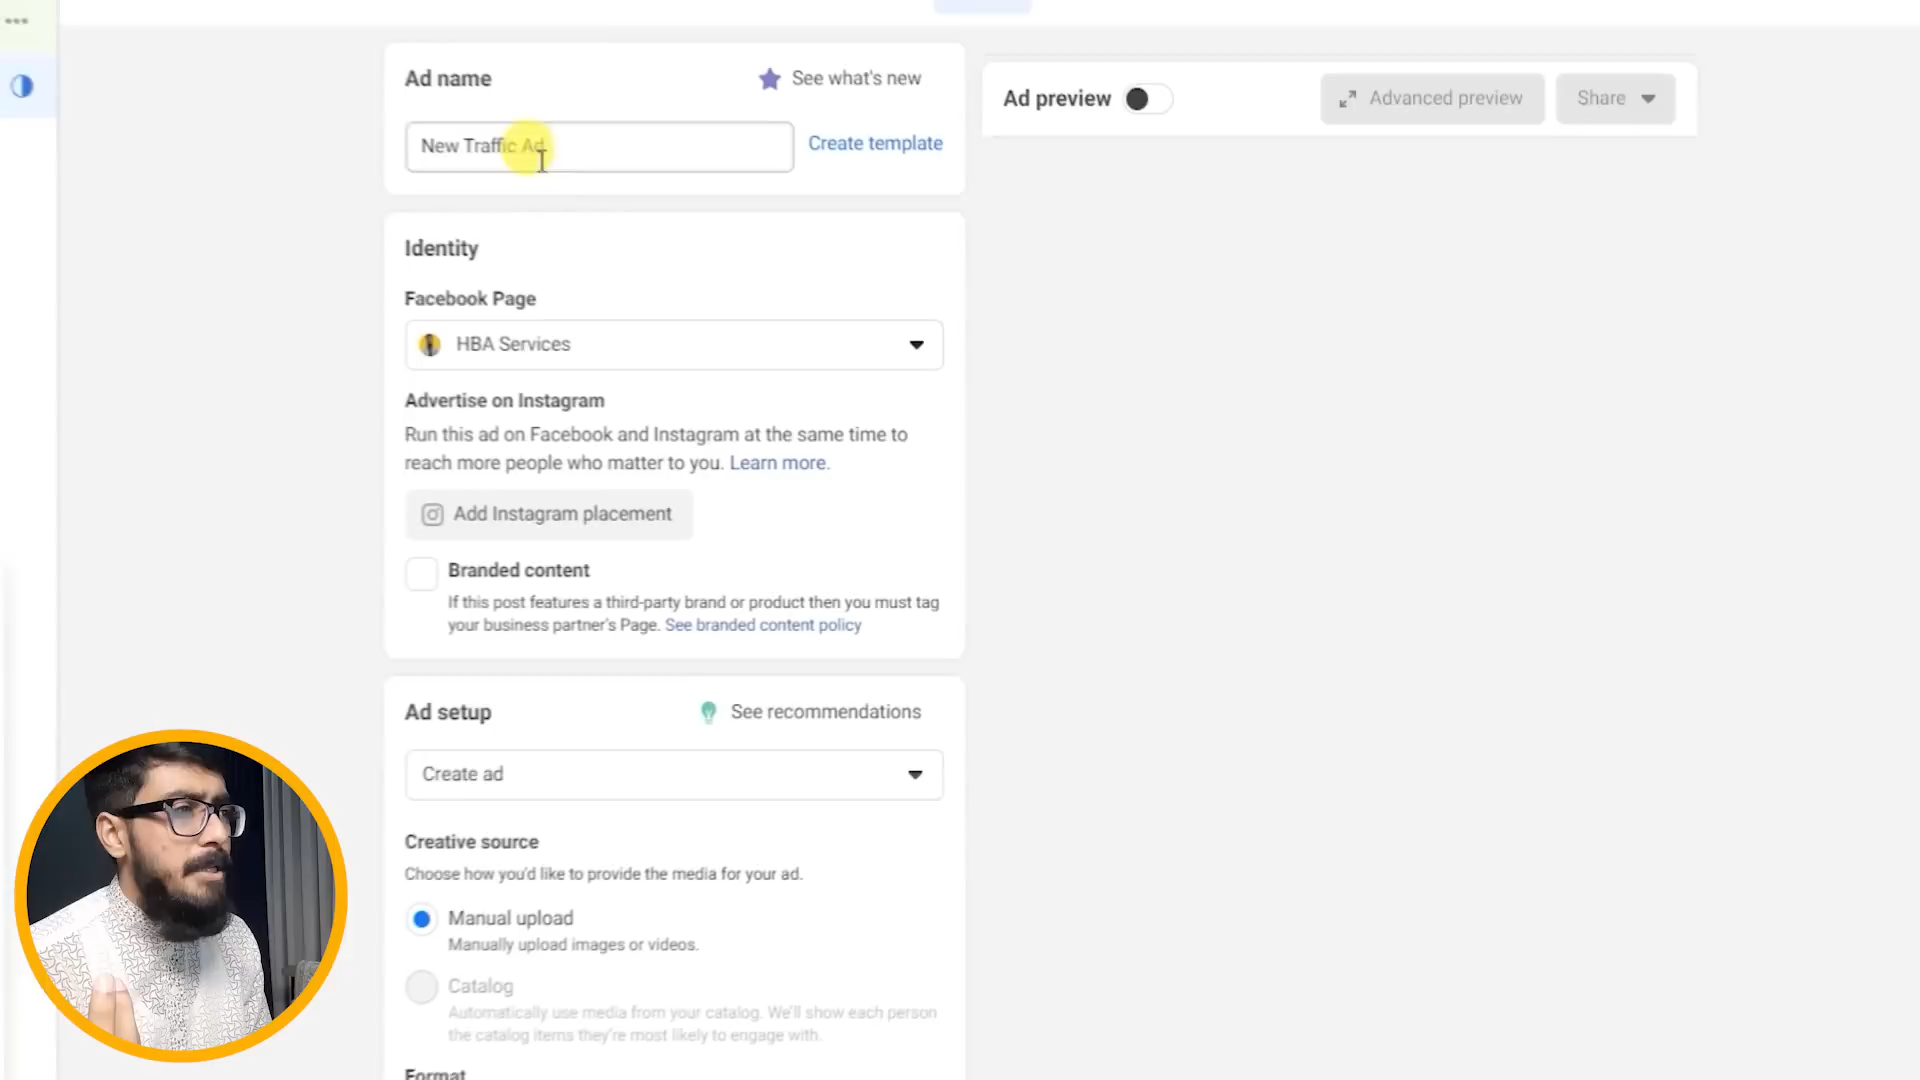 Ad name
See what's new
New Traffic Ad
Create template
Ad preview
Advanced preview
Share
Identity
Facebook Page
HBA Services
Advertise on Instagram
Run this ad on Facebook and Instagram at the same time to
reach more people who matter to you. Learn more.
Add Instagram placement
Branded content
If this post features a third-party brand or product then you must tag
your business partner's Page. See branded content policy
Ad setup
See recommendations
Create ad
Creative source
Choose how you'd like to provide the media for your ad.
Manual upload
Manually upload images or videos.
Catalog
Automatically use media from your catalog. We'll show each person
the catalog items they're most likely to engage with.
Format